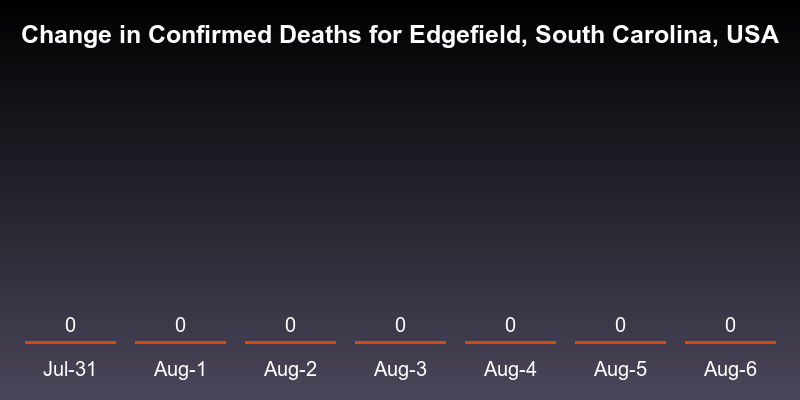 Change in Confirmed Deaths for Edgefield, South Carolina, USA
0 0 0 0 0 0 0
Jul-31 Aug-1 Aug-2 Aug-3 Aug-4 Aug-5 Aug-6